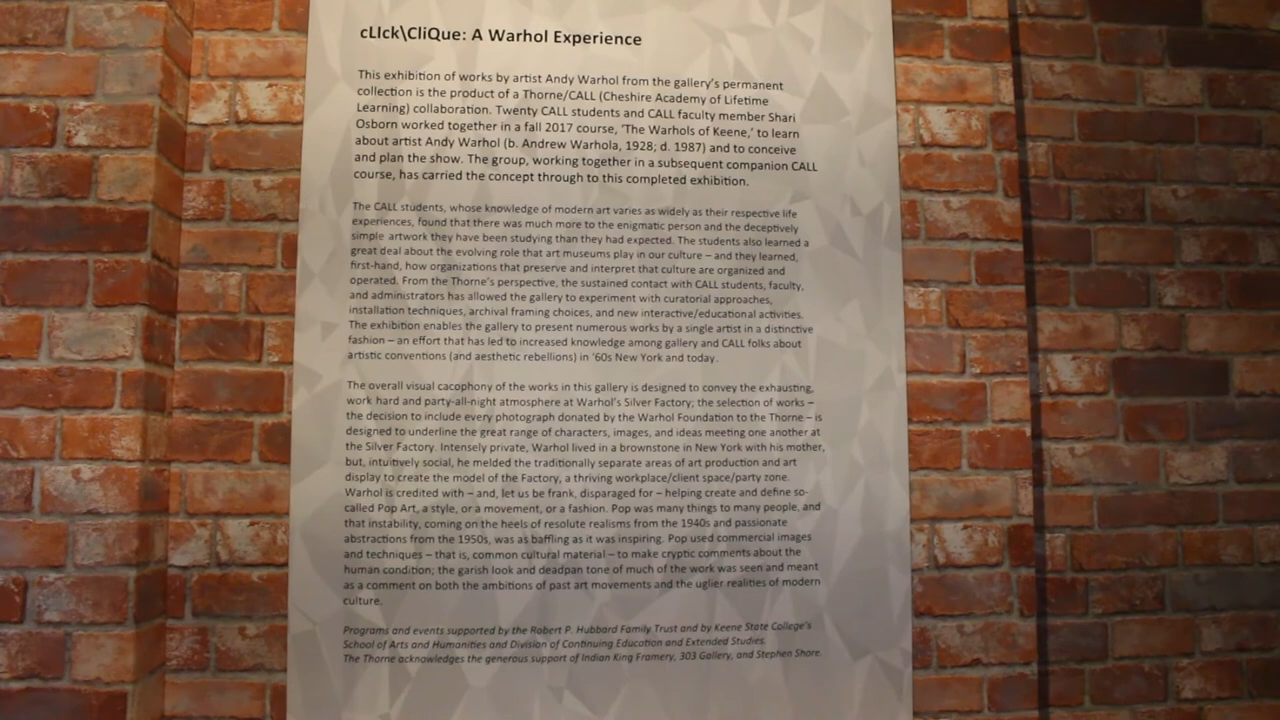 cLIck\CliQue: A Warhol Experience
This exhibition of works by artist Andy Warhol from the gallery's permanent
collection is the product of a Thorne/CALL (Cheshire Academy of Lifetime
Learning) collaboration. Twenty CALL students and CALL faculty member Shari
Osborn worked together in a fall 2017 course, 'The Warhols of Keene,' to learn
about artist Andy Warhol (b. Andrew Warhola, 1928; d. 1987) and to conceive
and plan the show. The group, working together in a subsequent companion CALL
course, has carried the concept through to this completed exhibition.
The CALL students, whose knowledge of modern art varies as widely as their respective life
experiences, found that there was much more to the enigmatic person and the deceptively
simple artwork they have been studying than they had expected. The students also learned a
great deal about the evolving role that art museums play in our culture – and they learned,
first-hand, how organizations that preserve and interpret that culture are organized and
operated. From the Thorne's perspective, the sustained contact with CALL students, faculty,
and administrators has allowed the gallery to experiment with curatorial approaches,
installation techniques, archival framing choices, and new interactive/educational activities.
The exhibition enables the gallery to present numerous works by a single artist in a distinctive
fashion – an effort that has led to increased knowledge among gallery and CALL folks about
artistic conventions (and aesthetic rebellions) in '60s New York and today.
The overall visual cacophony of the works in this gallery is designed to convey the exhausting,
work hard and party-all-night atmosphere at Warhol's Silver Factory; the selection of works –
the decision to include every photograph donated by the Warhol Foundation to the Thorne – is
designed to underline the great range of characters, images, and ideas meeting one another at
the Silver Factory. Intensely private, Warhol lived in a brownstone in New York with his mother,
but, intuitively social, he melded the traditionally separate areas of art production and art
display to create the model of the Factory, a thriving workplace/client space/party zone.
Warhol is credited with – and, let us be frank, disparaged for – helping create and define so-
called Pop Art, a style, or a movement, or a fashion. Pop was many things to many people, and
that instability, coming on the heels of resolute realisms from the 1940s and passionate
abstractions from the 1950s, was as baffling as it was inspiring. Pop used commercial images
and techniques – that is, common cultural material – to make cryptic comments about the
human condition; the garish look and deadpan tone of much of the work was seen and meant
as a comment on both the ambitions of past art movements and the uglier realities of modern
culture.
Programs and events supported by the Robert P. Hubbard Family Trust and by Keene State College's
School of Arts and Humanities and Division of Continuing Education and Extended Studies.
The Thorne acknowledges the generous support of Indian King Framery, 303 Gallery, and Stephen Shore.